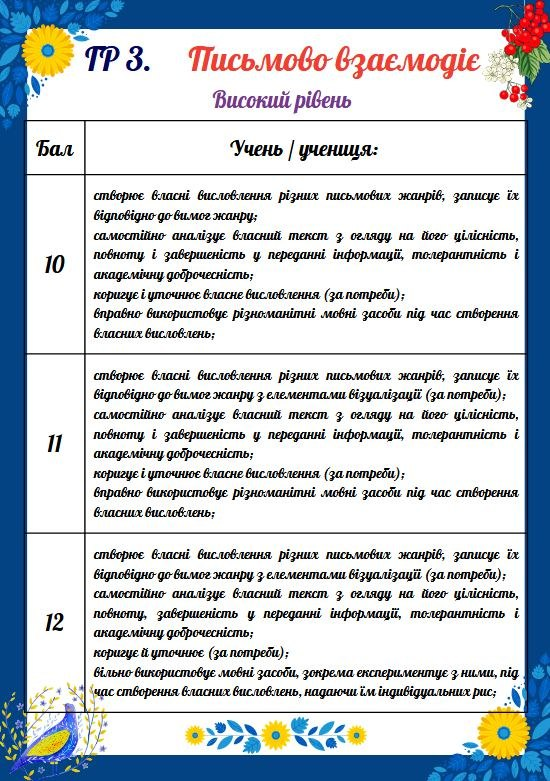 ГР 3. Письмово взаємодіє
Високий рівень
Бал Учень / учениця:
10
створює власні висловлення різних письмових жанрів, записує їх
відповідно до вимог жанру;
самостійно аналізує власний текст з огляду на його цілісність,
повноту і завершеність у переданні інформації, толерантність і
академічну доброчесність;
коригує і уточнює власне висловлення (за потреби);
вправно використовує різноманітні мовні засоби під час створення
власних висловлень;
11
створює власні висловлення різних письмових жанрів, записує їх
відповідно до вимог жанру з елементами візуалізації (за потреби);
самостійно аналізує власний текст з огляду на його цілісність,
повноту і завершеність у переданні інформації, толерантність і
академічну доброчесність;
коригує і уточнює власне висловлення (за потреби);
вправно використовує різноманітні мовні засоби під час створення
власних висловлень;
12
створює власні висловлення різних письмових жанрів, записує їх
відповідно до вимог жанру з елементами візуалізації (за потреби);
самостійно аналізує власний текст з огляду на його цілісність,
повноту, завершеність у переданні інформації, толерантність і
академічну доброчесність;
коригує й уточнює (за потреби);
вільно використовує мовні засоби, зокрема експериментує з ними, під
час створення власних висловлень, надаючи їм індивідуальних рис;